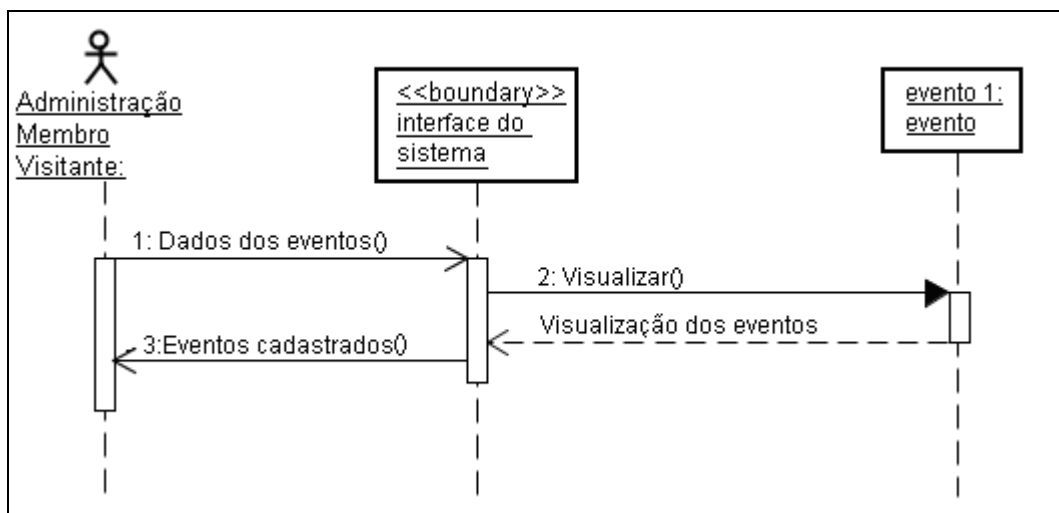 Administração
Membro
Visitante:
<<boundary>>
interface do
sistema
evento 1:
evento
1: Dados dos eventos()
2: Visualizar()
Visualização dos eventos
3:Eventos cadastrados()